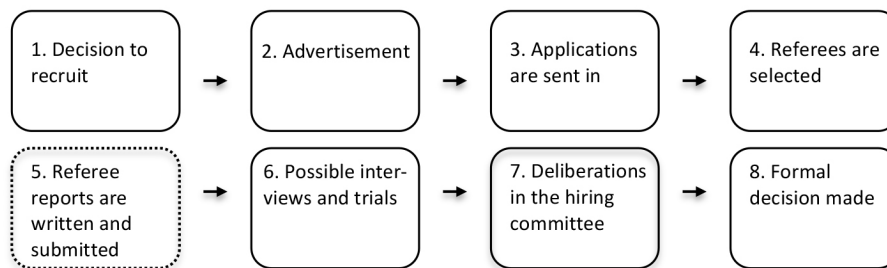 1. Decision to
recruit
2. Advertisement
3. Applications
are sent in
4. Referees are
selected
5. Referee
reports are
written and
submitted
6. Possible inter-
views and trials
7. Deliberations
in the hiring
committee
8. Formal
decision made